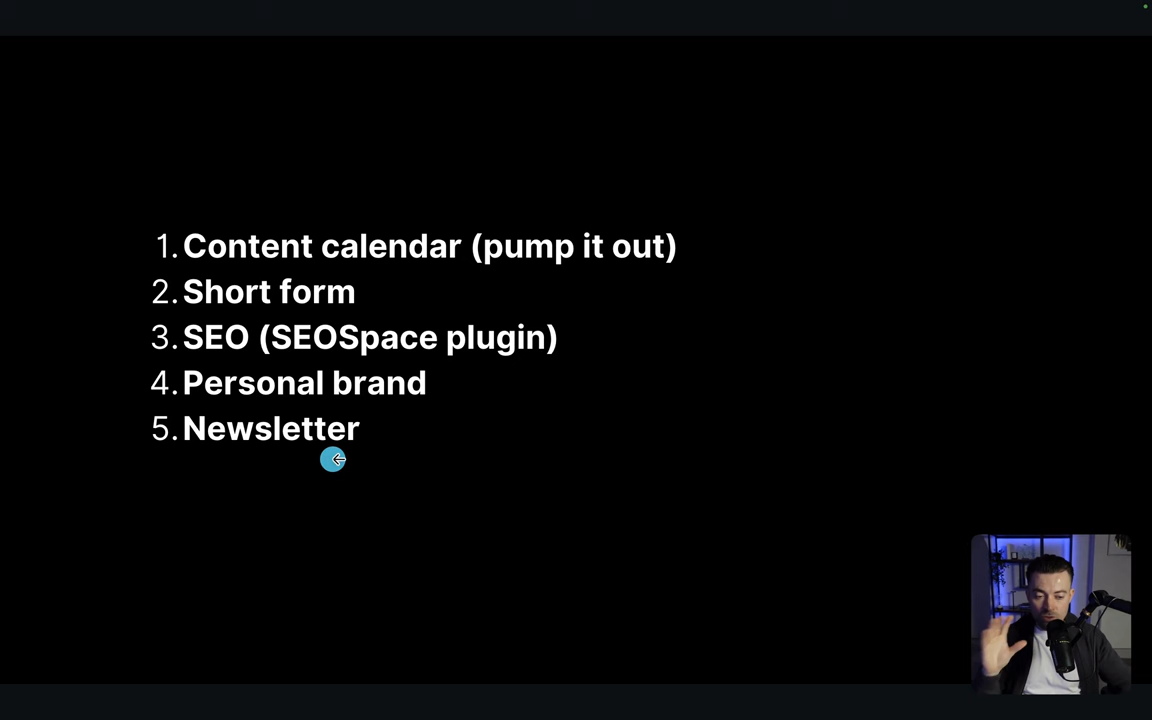 1. Content calendar (pump it out)
2. Short form
3. SEO (SEOSpace plugin)
4. Personal brand
5. Newsletter